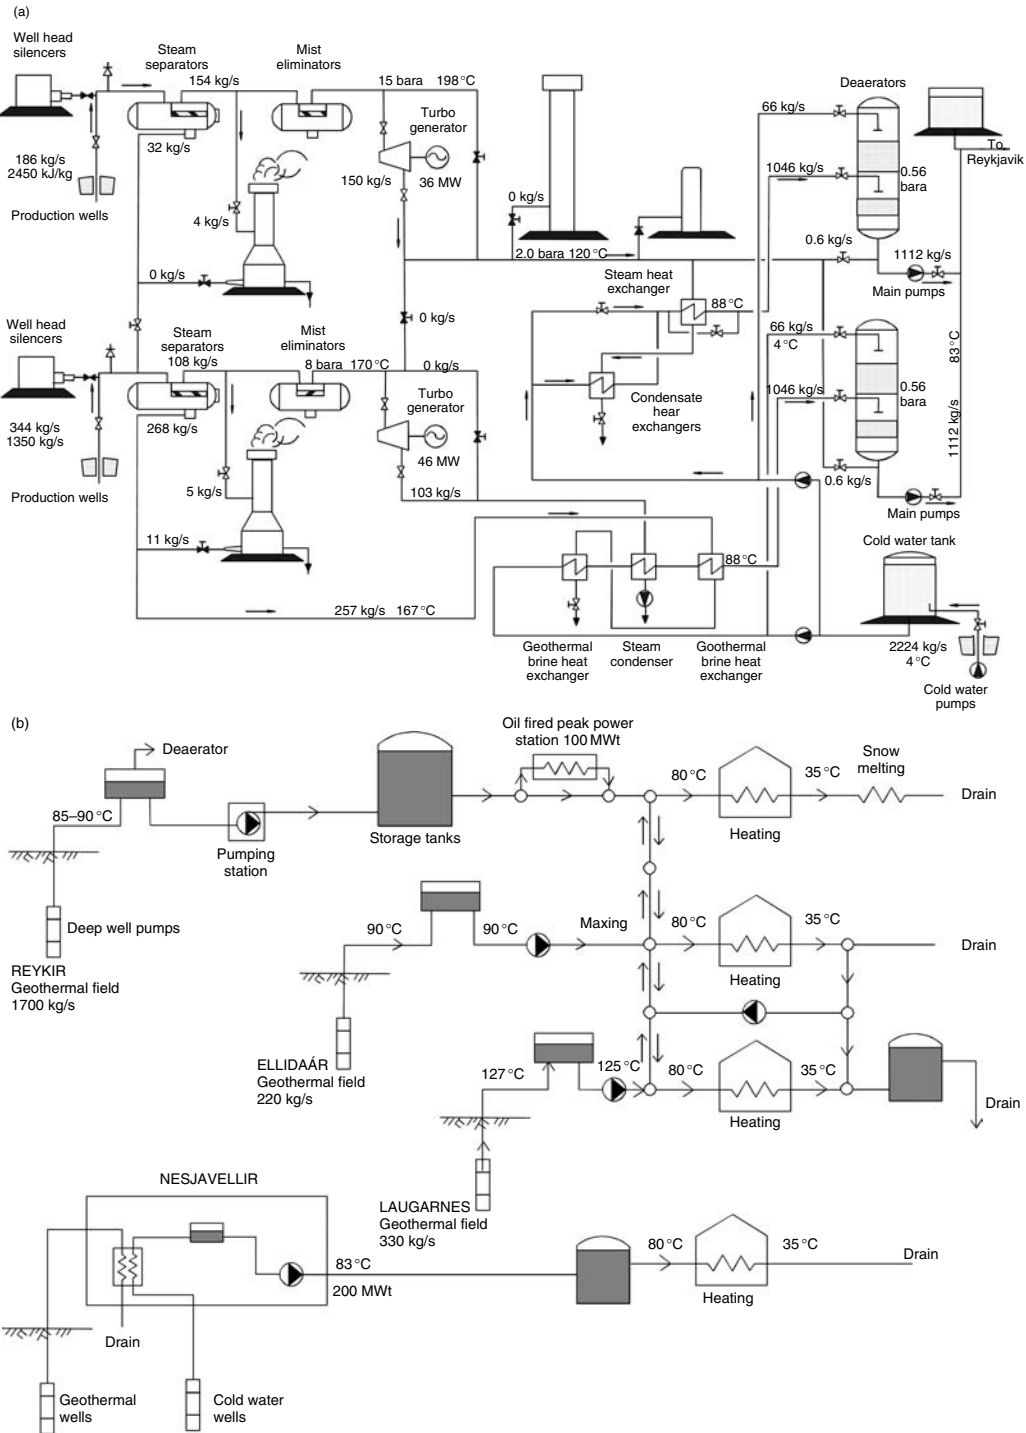 (a)
Well head
silencers
Steam
separators
Mist
eliminators
154 kg/s
15 bara 198 °C
Turbo
generator
36 MW
150 kg/s
32 kg/s
186 kg/s
2450 kJ/kg
Production wells
4 kg/s
0 kg/s
0 kg/s
2.0 bara 120°C
Deaerators
66 kg/s
1046 kg/s
0.56
bara
To
Reykjavik
0.6 kg/s
1112 kg/s
Main pumps
Steam heat
exchanger
88°C
0 kg/s
Well head
silencers
Steam
separators
108 kg/s
Mist
eliminators
8 bara 170°C
0 kg/s
Turbo
generator
46 MW
103 kg/s
268 kg/s
344 kg/s
1350 kg/s
Production wells
5 kg/s
11 kg/s
257 kg/s 167°C
Condensate
hear
exchangers
66 kg/s
4°C
1046 kg/s
0.56
bara
83°C
1112 kg/s
0.6 kg/s
Main pumps
88°C
Geothermal
brine heat
exchanger
Steam
condenser
Goothermal
brine heat
exchanger
Cold water tank
2224 kg/s
4°C
Cold water
pumps
(b)
Deaerator
85–90 °C
Pumping
station
Storage tanks
Oil fired peak power
station 100 MWt
80°C
35°C
Snow
melting
Drain
Heating
Deep well pumps
REYKIR
Geothermal field
1700 kg/s
90°C
90°C
Maxing
80°C
35°C
Drain
Heating
ELLIDAÁR
Geothermal field
220 kg/s
127°C
125°C
80°C
35°C
Heating
Drain
LAUGARNES
Geothermal field
330 kg/s
NESJAVELLIR
83°C
200 MWt
80°C
35°C
Drain
Heating
Drain
Geothermal
wells
Cold water
wells